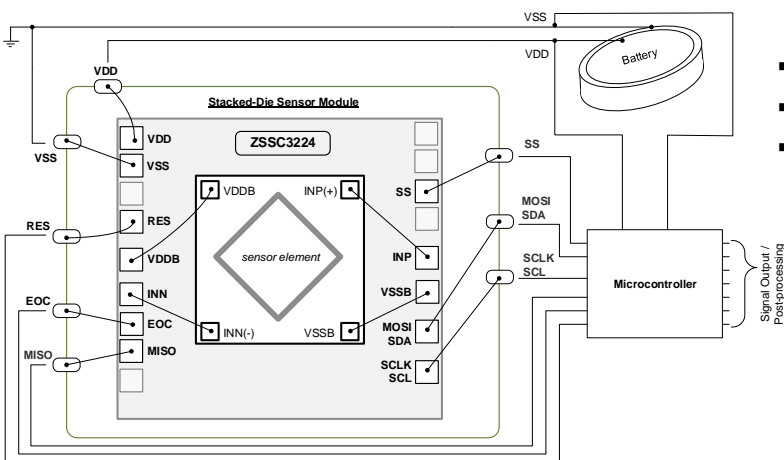 VSS
VDD
Battery
VDD
Stacked-Die Sensor Module
ZSSC3224
VDD
VSS
VSS
SS
SS
VDDB
INP(+)
MOSI
SDA
RES
RES
sensor element
VDDB
INP
SCLK
SCL
Microcontroller
Signal Output /
Post-processing
INN
VSSB
EOC
EOC
INN(-)
VSSB
MOSI
SDA
MISO
MISO
SCLK
SCL